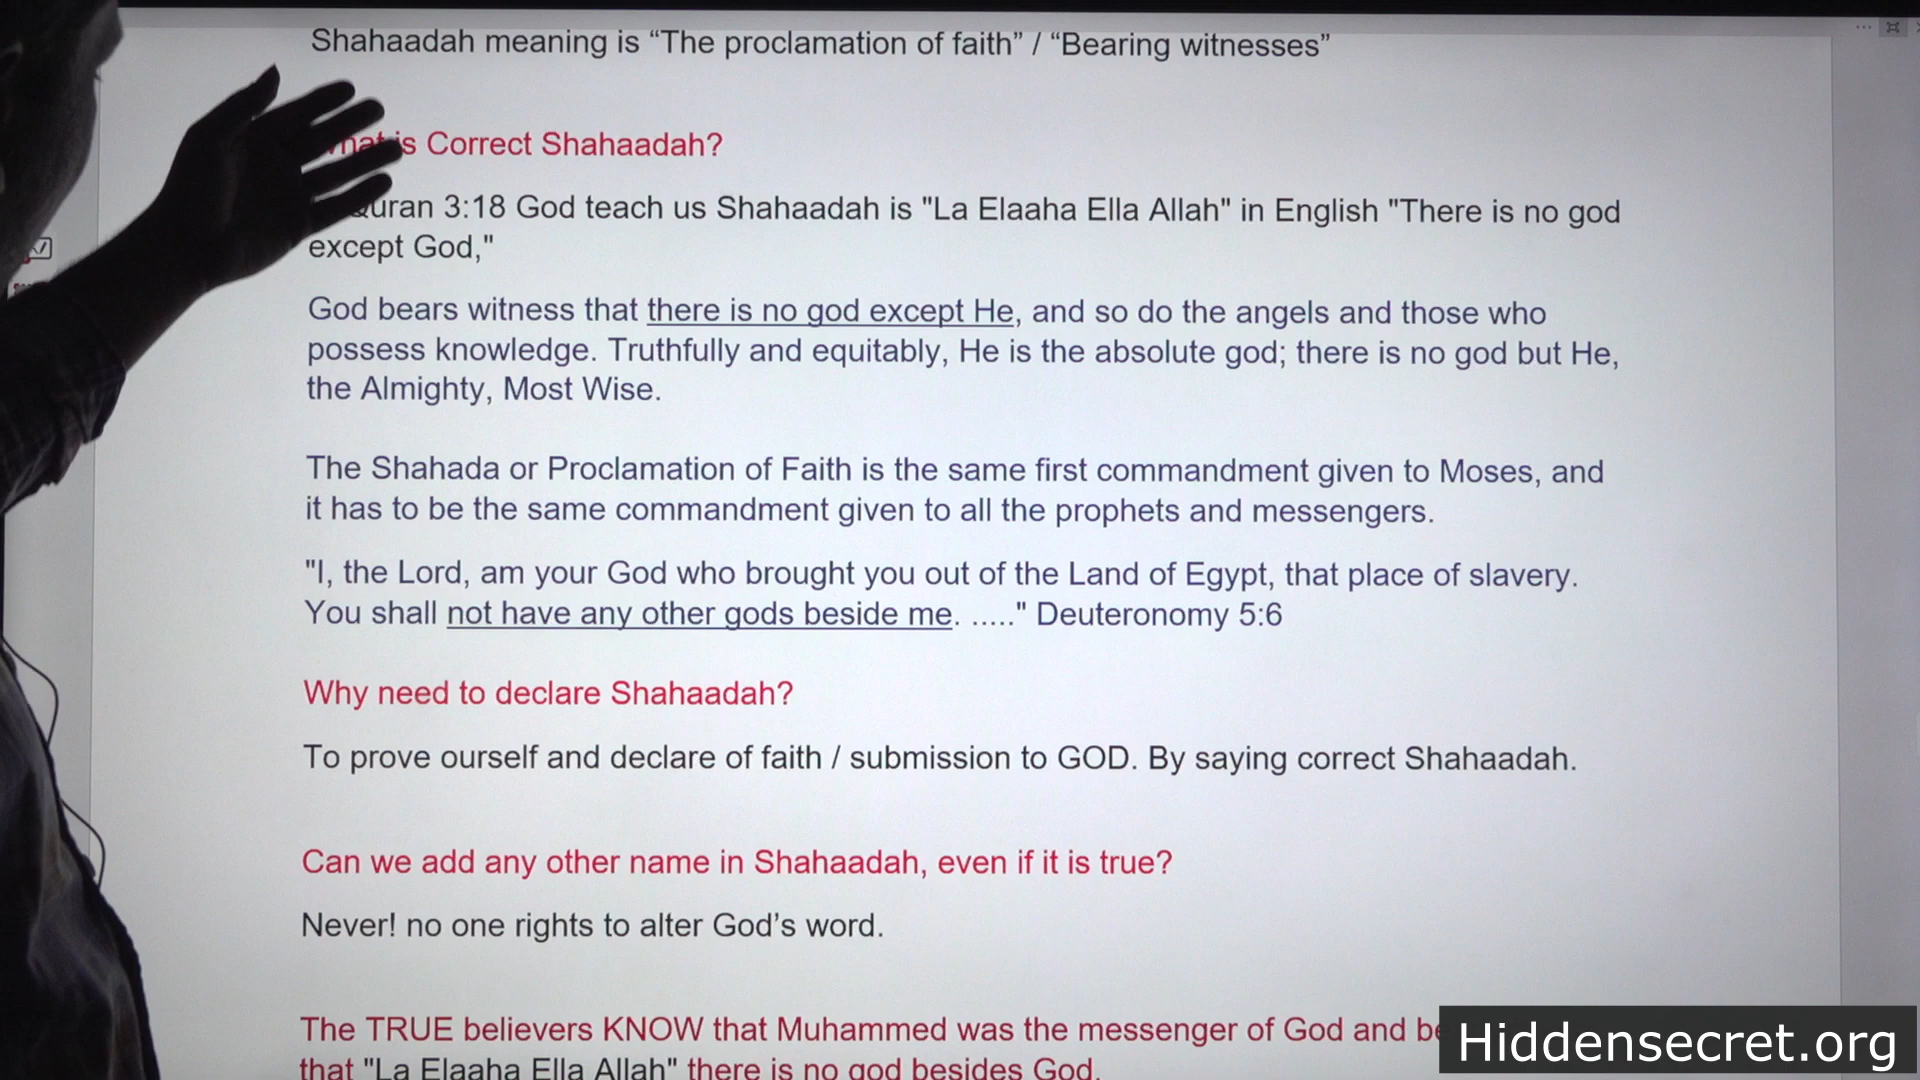 Shahaadah meaning is “The proclamation of faith” / “Bearing witnesses”
is Correct Shahaadah?
Quran 3:18 God teach us Shahaadah is "La Elaaha Ella Allah" in English "There is no god
except God,"
God bears witness that there is no god except He, and so do the angels and those who
possess knowledge. Truthfully and equitably, He is the absolute god; there is no god but He,
the Almighty, Most Wise.
The Shahada or Proclamation of Faith is the same first commandment given to Moses, and
it has to be the same commandment given to all the prophets and messengers.
"I, the Lord, am your God who brought you out of the Land of Egypt, that place of slavery.
You shall not have any other gods beside me. ....." Deuteronomy 5:6
Why need to declare Shahaadah?
To prove ourself and declare of faith / submission to GOD. By saying correct Shahaadah.
Can we add any other name in Shahaadah, even if it is true?
Never! no one rights to alter God’s word.
The TRUE believers KNOW that Muhammed was the messenger of God and
that "La Elaaha Ella Allah" there is no god besides God.
Hiddensecret.org